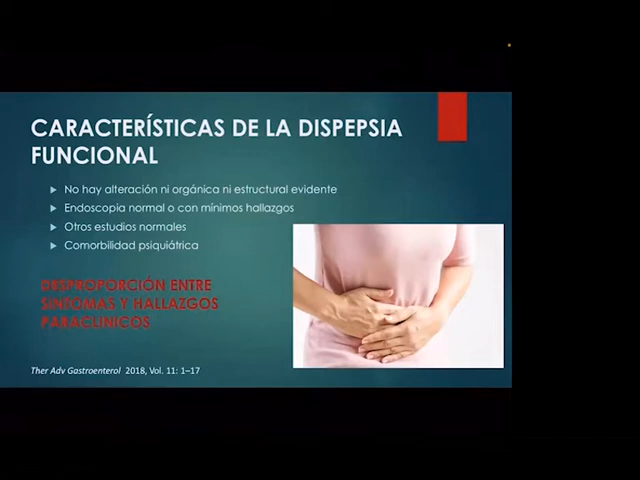 CARACTERÍSTICAS DE LA DISPEPSIA
FUNCIONAL
No hay alteración ni orgánica ni estructural evidente
Endoscopia normal o con mínimos hallazgos
Otros estudios normales
Comorbilidad psiquiátrica
DESPROPORCIÓN ENTRE
SINTOMAS Y HALLAZGOS
PARACLINICOS
Ther Adv Gastroenterol 2018, Vol. 11: 1–17